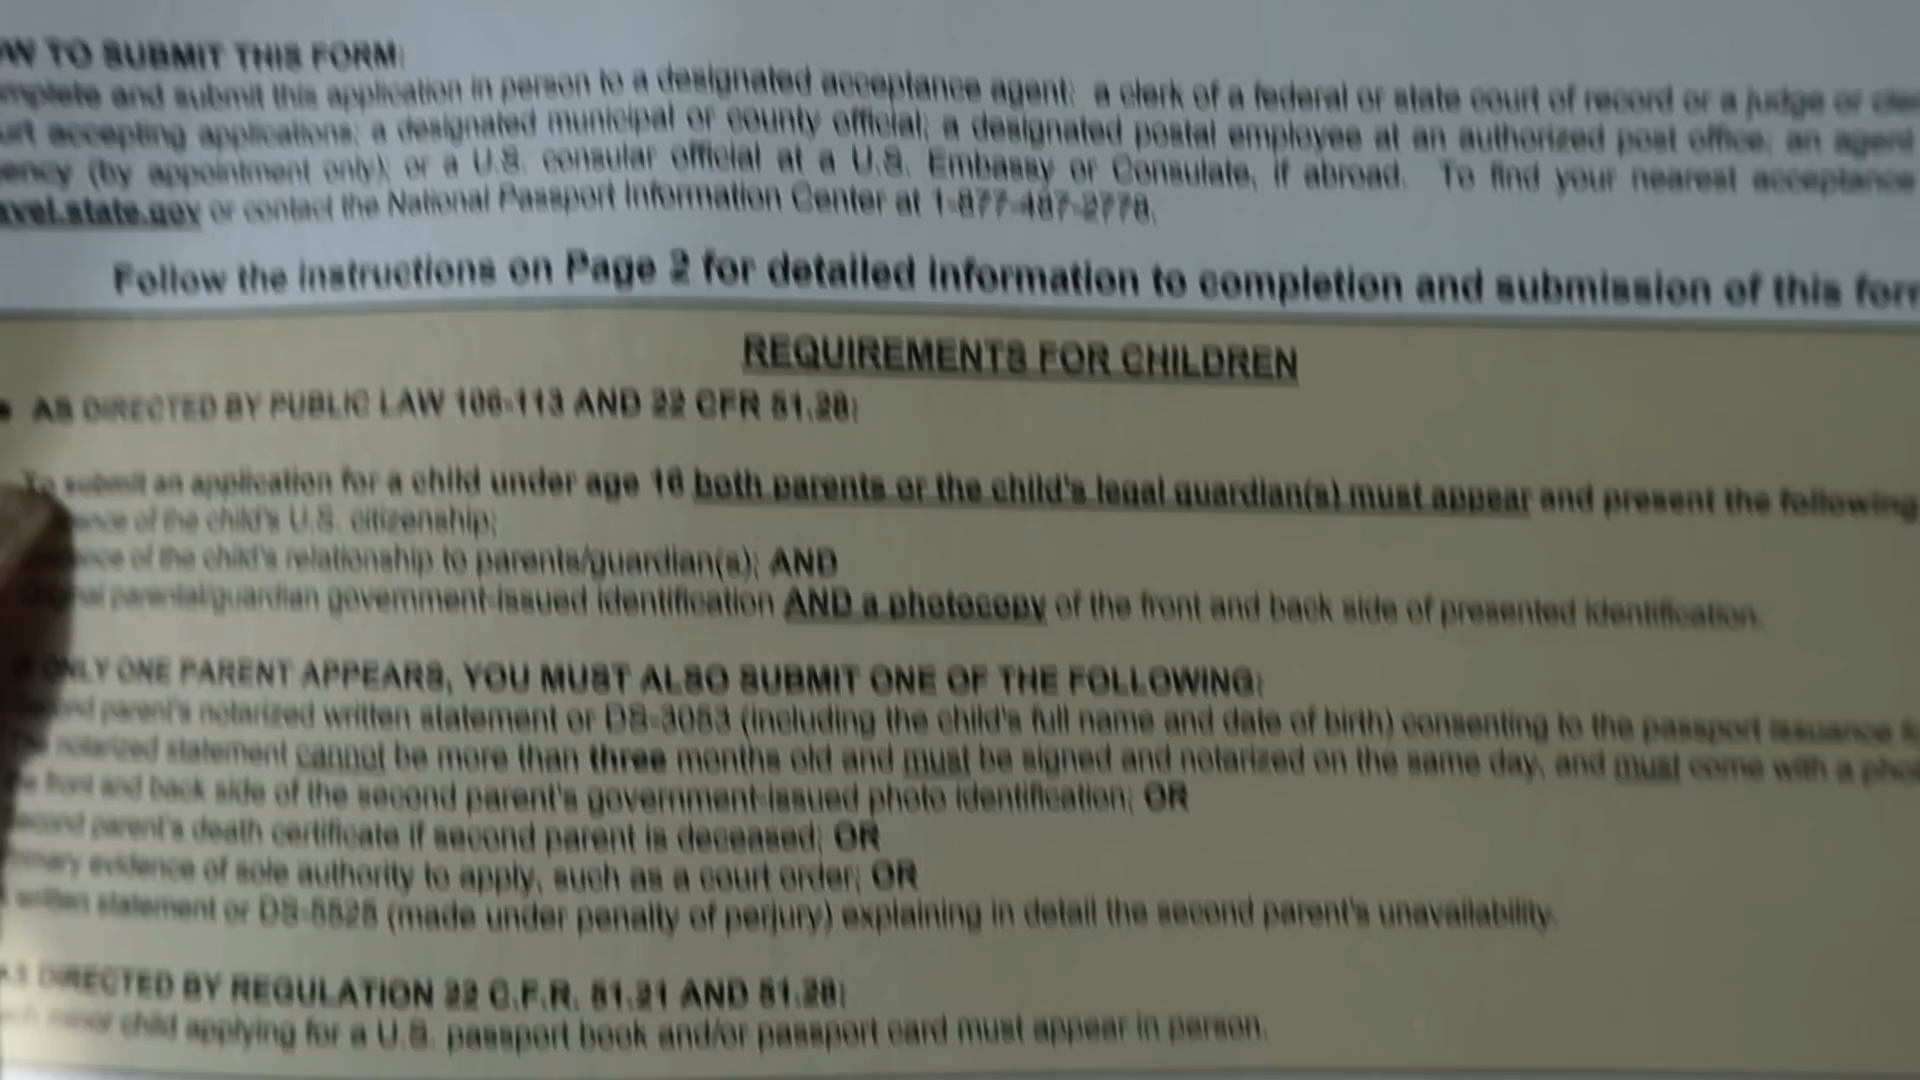 TO SUBMIT THIS FORM:
and submit this application in person to a designated acceptance agent: a clerk of a federal or state court of record or a judge or
accepting applications; a designated municipal or county official; a designated postal employee at an authorized post office; an agent
(by appointment only); or a U.S. consular official at a U.S. Embassy or Consulate, if abroad. To find your nearest acceptance
or contact the National Passport Information Center at 1-877-487-2778.
Follow the instructions on Page 2 for detailed information to completion and submission of this
REQUIREMENTS FOR CHILDREN
• AS DIRECTED BY PUBLIC LAW 106-113 AND 22 CFR 51.28:
To submit an application for a child under age 16 both parents or the child's legal guardian(s) must appear and present the following
of the child's U.S. citizenship;
of the child's relationship to parents/guardian(s); AND
parental/guardian government-issued identification AND a photocopy of the front and back side of presented identification.
ONLY ONE PARENT APPEARS, YOU MUST ALSO SUBMIT ONE OF THE FOLLOWING:
parent's notarized written statement or DS-3053 (including the child's full name and date of birth) consenting to the passport issuance
notarized statement cannot be more than three months old and must be signed and notarized on the same day, and must come with a
front and back side of the second parent's government-issued photo identification; OR
parent's death certificate if second parent is deceased; OR
evidence of sole authority to apply, such as a court order; OR
written statement or DS-5525 (made under penalty of perjury) explaining in detail the second parent's unavailability.
DIRECTED BY REGULATION 22 C.F.R. 51.21 AND 51.28:
minor child applying for a U.S. passport book and/or passport card must appear in person.